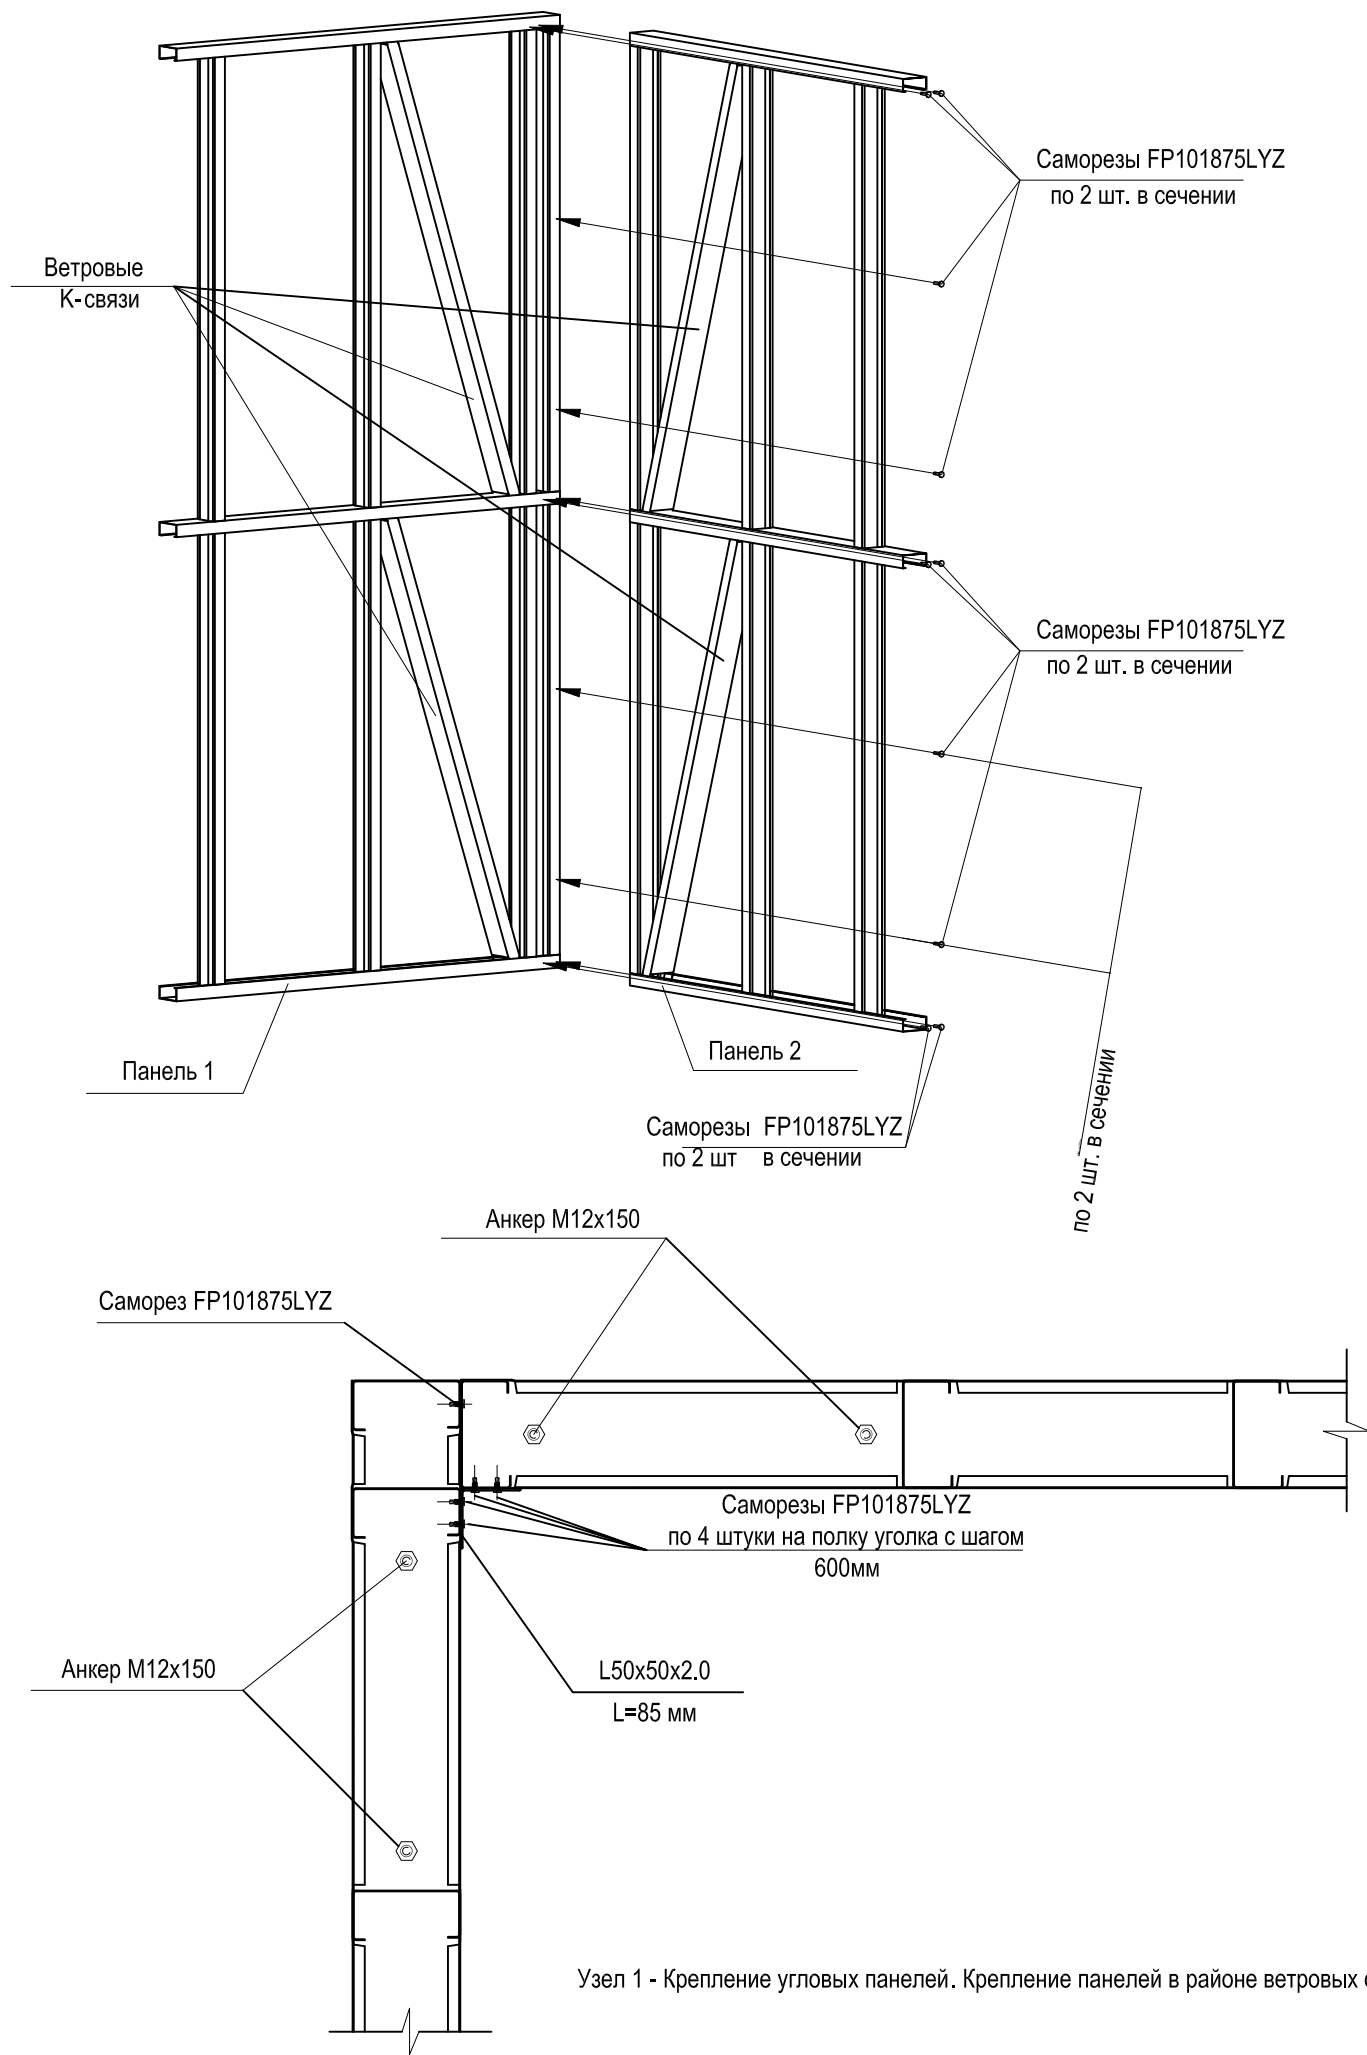 Саморезы FP101875LYZ
по 2 шт. в сечении
Ветровые
К-связи
Саморезы FP101875LYZ
по 2 шт. в сечении
Панель 1
Панель 2
Саморезы FP101875LYZ
по 2 шт в сечении
по 2 шт. в сечении
Анкер М12х150
Саморез FP101875LYZ
Саморезы FP101875LYZ
по 4 штуки на полку уголка с шагом
600мм
Анкер М12х150
L50x50x2.0
L=85 мм
Узел 1 - Крепление угловых панелей. Крепление панелей в районе ветровых